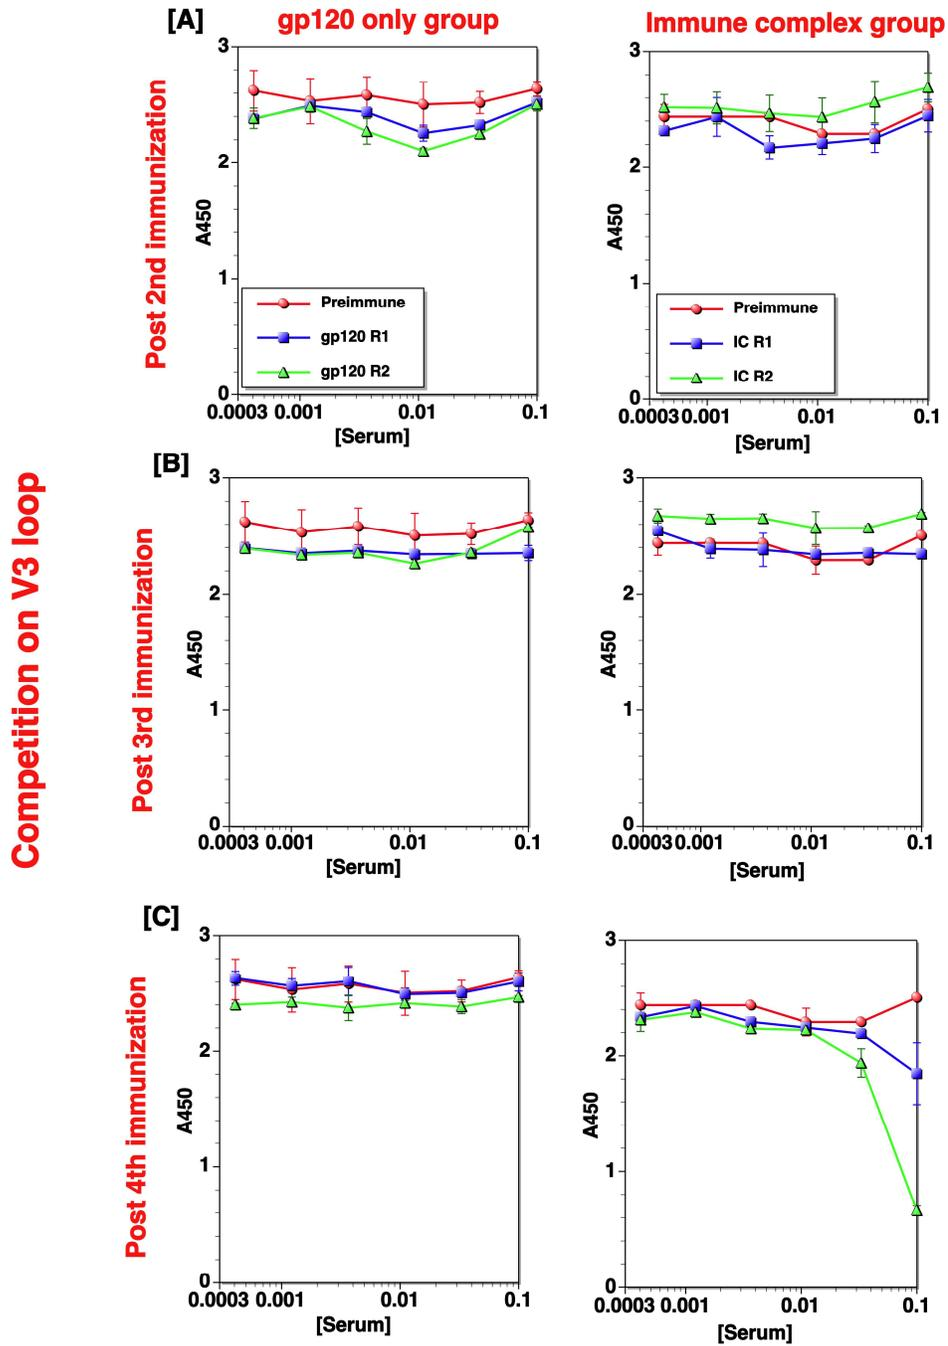 [A]
gp120 only group
Immune complex group
Competition on V3 loop
Post 2nd immunization
3
2
1
0
A450
Preimmune
gp120 R1
gp120 R2
0.0003 0.001 0.01 0.1
[Serum]
3
2
1
0
A450
Preimmune
IC R1
IC R2
0.0003 0.001 0.01 0.1
[Serum]
[B]
Post 3rd immunization
3
2
1
0
A450
0.0003 0.001 0.01 0.1
[Serum]
3
2
1
0
A450
0.0003 0.001 0.01 0.1
[Serum]
[C]
Post 4th immunization
3
2
1
0
A450
0.0003 0.001 0.01 0.1
[Serum]
3
2
1
0
A450
0.0003 0.001 0.01 0.1
[Serum]